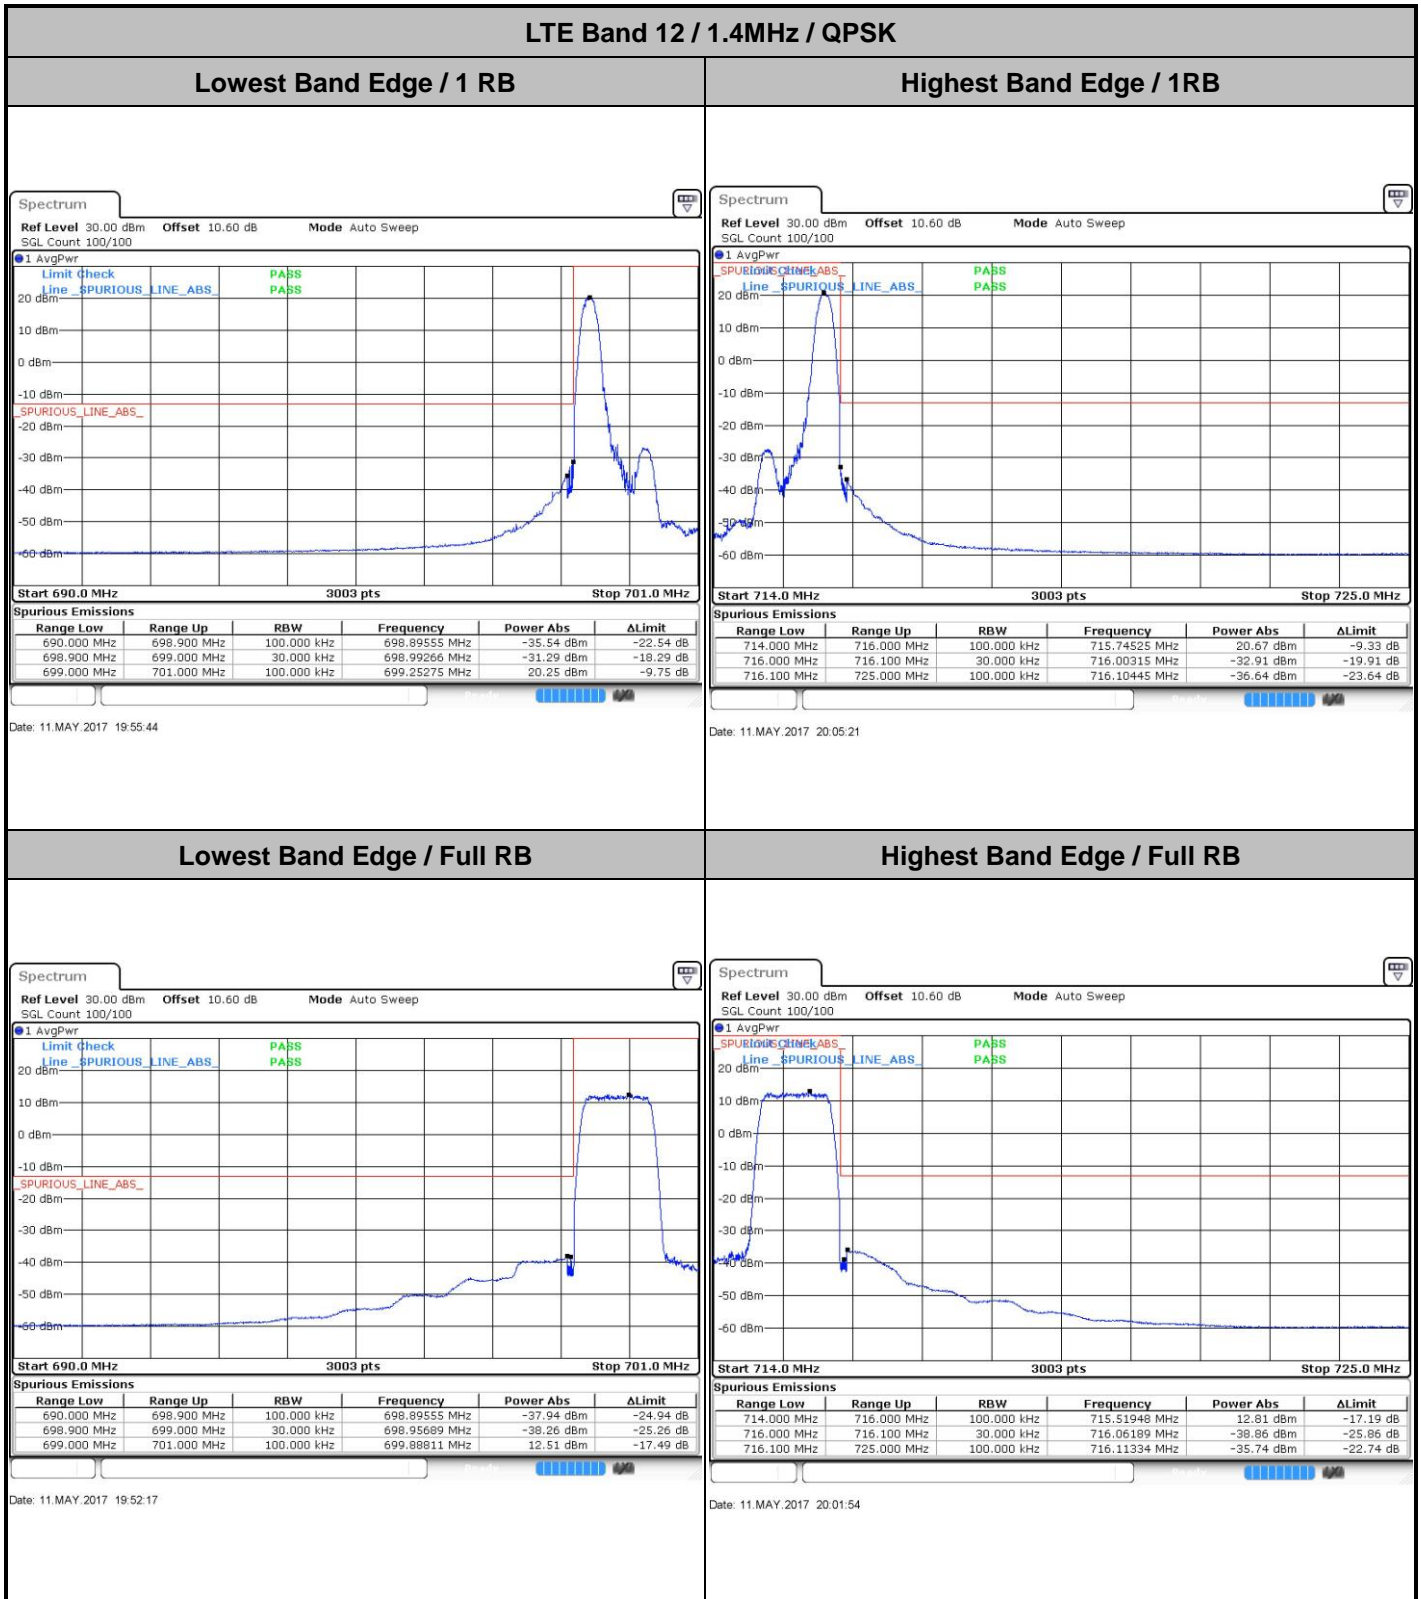 LTE Band 12 / 1.4MHz / QPSK
Lowest Band Edge / 1 RB
Highest Band Edge / 1RB
Spectrum
Ref Level 30.00 dBm Offset 10.60 dB Mode Auto Sweep
SGL Count 100/100
1 AvgPwr
Limit Check PASS
Line _SPURIOUS_LINE_ABS_ PASS
20 dBm
10 dBm
0 dBm
-10 dBm
_SPURIOUS_LINE_ABS_
-20 dBm
-30 dBm
-40 dBm
-50 dBm
-60 dBm
Start 690.0 MHz 3003 pts Stop 701.0 MHz
Spurious Emissions
Range Low Range Up RBW Frequency Power Abs ΔLimit
690.000 MHz 698.900 MHz 100.000 kHz 698.89555 MHz -35.54 dBm -22.54 dB
698.900 MHz 699.000 MHz 30.000 kHz 698.99266 MHz -31.29 dBm -18.29 dB
699.000 MHz 701.000 MHz 100.000 kHz 699.25275 MHz 20.25 dBm -9.75 dB
Ready
Date: 11.MAY.2017 19:55:44
Spectrum
Ref Level 30.00 dBm Offset 10.60 dB Mode Auto Sweep
SGL Count 100/100
1 AvgPwr
_SPURIOUS_LINE_ABS_
Limit Check PASS
Line _SPURIOUS_LINE_ABS_ PASS
20 dBm
10 dBm
0 dBm
-10 dBm
-20 dBm
-30 dBm
-40 dBm
-50 dBm
-60 dBm
Start 714.0 MHz 3003 pts Stop 725.0 MHz
Spurious Emissions
Range Low Range Up RBW Frequency Power Abs ΔLimit
714.000 MHz 716.000 MHz 100.000 kHz 715.74525 MHz 20.67 dBm -9.33 dB
716.000 MHz 716.100 MHz 30.000 kHz 716.00315 MHz -32.91 dBm -19.91 dB
716.100 MHz 725.000 MHz 100.000 kHz 716.10445 MHz -36.64 dBm -23.64 dB
Ready
Date: 11.MAY.2017 20:05:21
Lowest Band Edge / Full RB
Highest Band Edge / Full RB
Spectrum
Ref Level 30.00 dBm Offset 10.60 dB Mode Auto Sweep
SGL Count 100/100
1 AvgPwr
Limit Check PASS
Line _SPURIOUS_LINE_ABS_ PASS
20 dBm
10 dBm
0 dBm
-10 dBm
_SPURIOUS_LINE_ABS_
-20 dBm
-30 dBm
-40 dBm
-50 dBm
-60 dBm
Start 690.0 MHz 3003 pts Stop 701.0 MHz
Spurious Emissions
Range Low Range Up RBW Frequency Power Abs ΔLimit
690.000 MHz 698.900 MHz 100.000 kHz 698.89555 MHz -37.94 dBm -24.94 dB
698.900 MHz 699.000 MHz 30.000 kHz 698.95689 MHz -38.26 dBm -25.26 dB
699.000 MHz 701.000 MHz 100.000 kHz 699.88811 MHz 12.51 dBm -17.49 dB
Ready
Date: 11.MAY.2017 19:52:17
Spectrum
Ref Level 30.00 dBm Offset 10.60 dB Mode Auto Sweep
SGL Count 100/100
1 AvgPwr
_SPURIOUS_LINE_ABS_
Limit Check PASS
Line _SPURIOUS_LINE_ABS_ PASS
20 dBm
10 dBm
0 dBm
-10 dBm
-20 dBm
-30 dBm
-40 dBm
-50 dBm
-60 dBm
Start 714.0 MHz 3003 pts Stop 725.0 MHz
Spurious Emissions
Range Low Range Up RBW Frequency Power Abs ΔLimit
714.000 MHz 716.000 MHz 100.000 kHz 715.51948 MHz 12.81 dBm -17.19 dB
716.000 MHz 716.100 MHz 30.000 kHz 716.06189 MHz -38.86 dBm -25.86 dB
716.100 MHz 725.000 MHz 100.000 kHz 716.11334 MHz -35.74 dBm -22.74 dB
Ready
Date: 11.MAY.2017 20:01:54